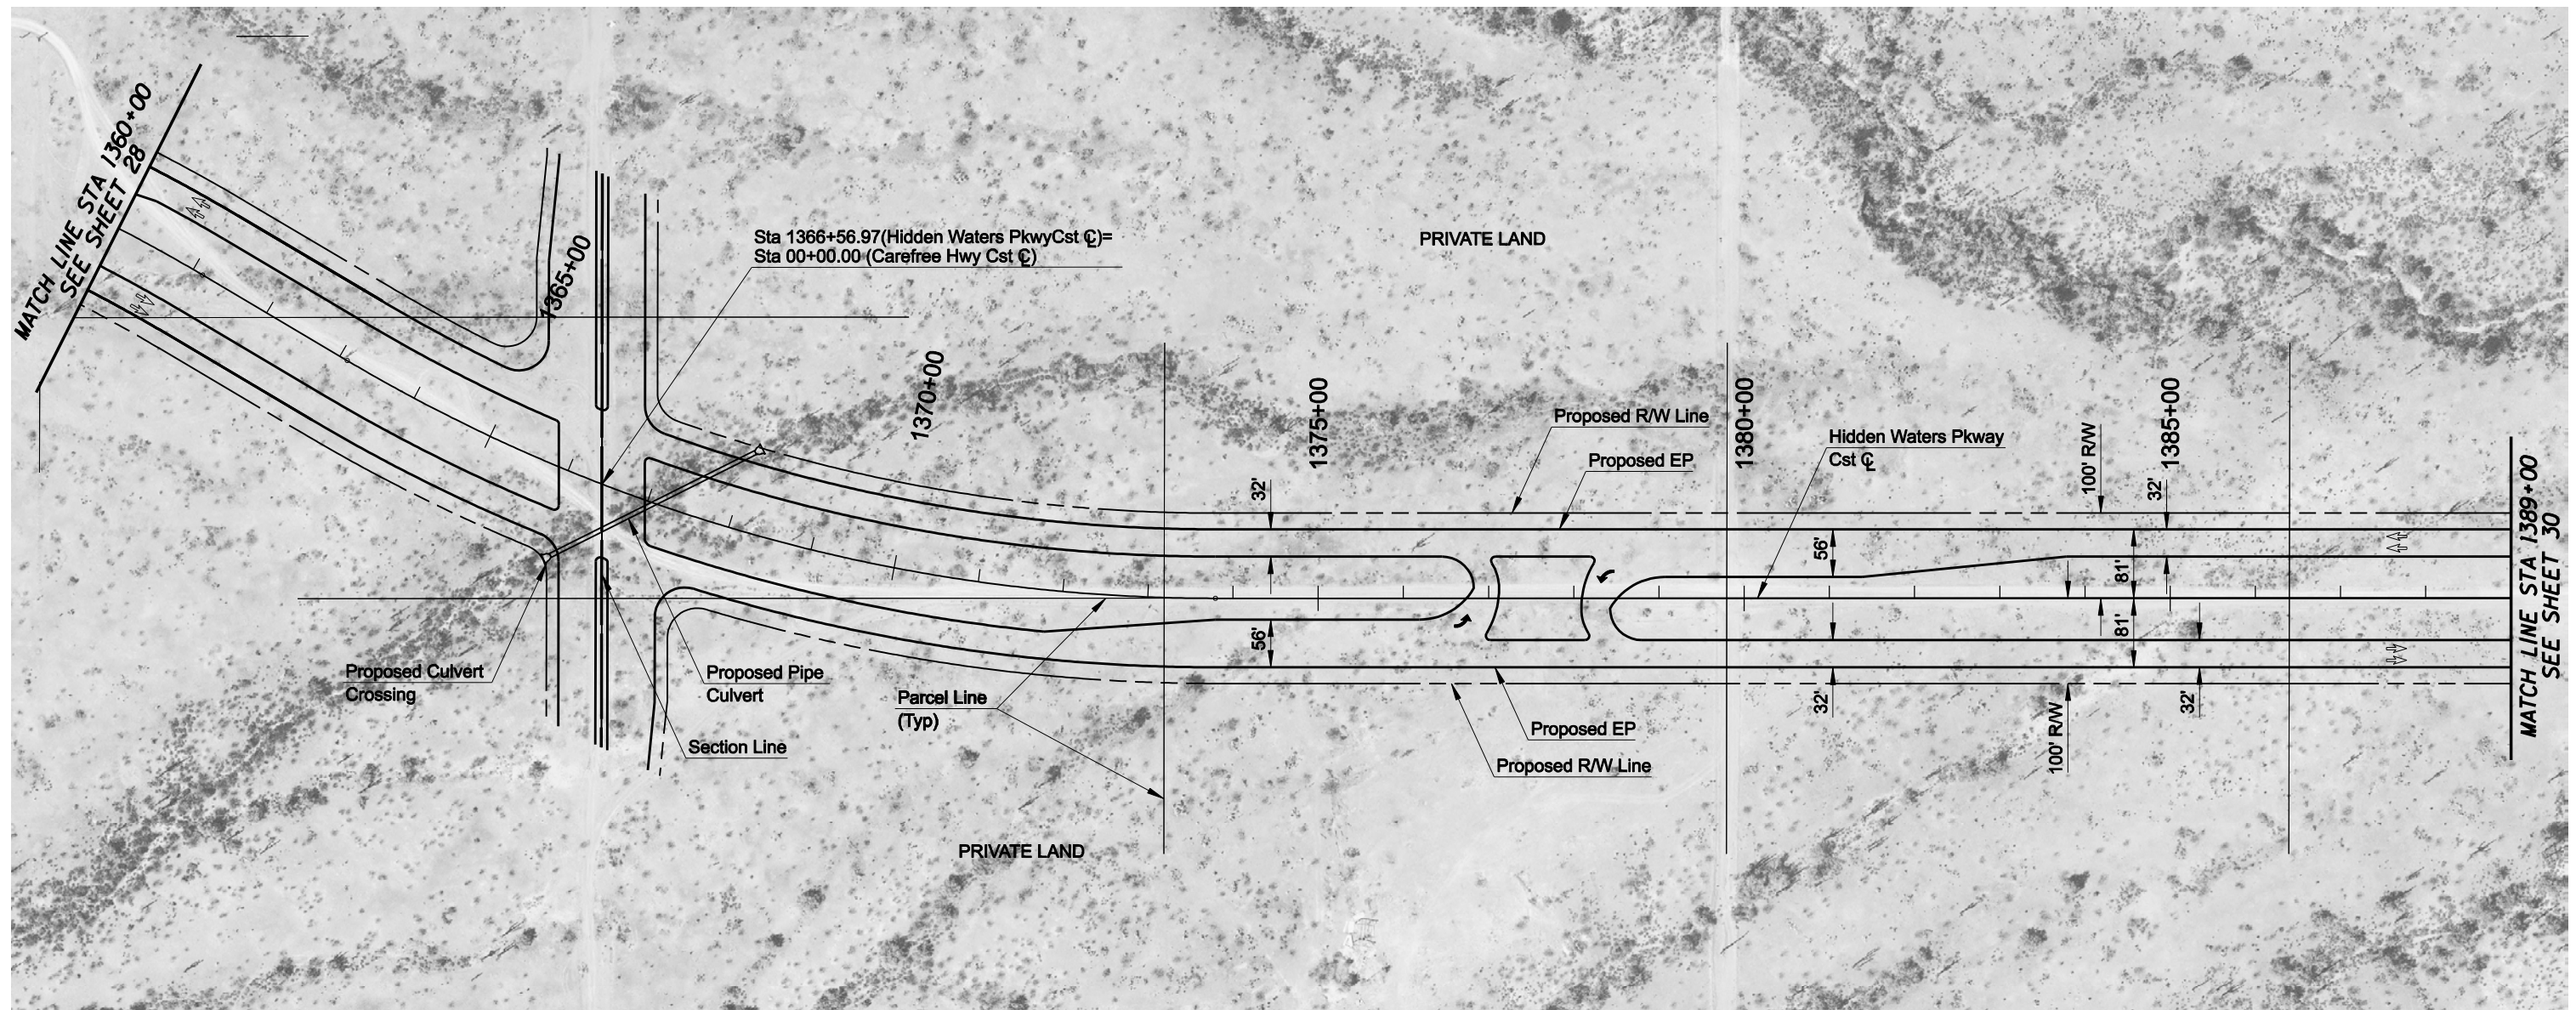 MATCH LINE STA 1360+00
SEE SHEET 28
1365+00
Sta 1366+56.97(Hidden Waters PkwyCst ℄)=
Sta 00+00.00 (Carefree Hwy Cst ℄)
PRIVATE LAND
1370+00
1375+00
1380+00
1385+00
Proposed R/W Line
Proposed EP
Hidden Waters Pkway
Cst ℄
100' R/W
32'
32'
56'
81'
81'
56'
32'
32'
100' R/W
MATCH LINE STA 1389+00
SEE SHEET 30
Proposed Culvert
Crossing
Proposed Pipe
Culvert
Section Line
Parcel Line
(Typ)
Proposed EP
Proposed R/W Line
PRIVATE LAND